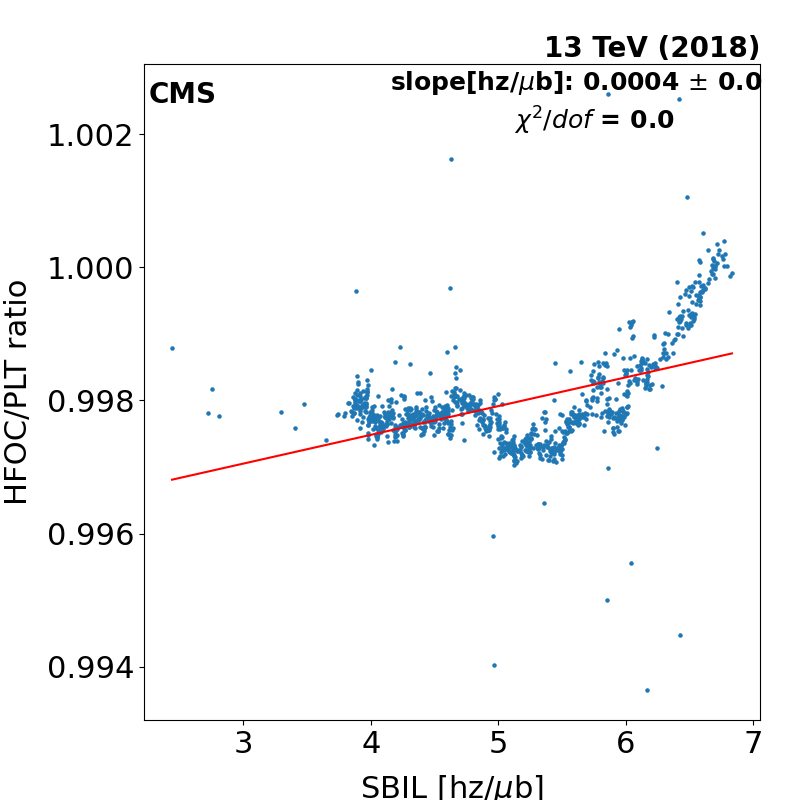 13 TeV (2018)
CMS
slope[hz/μb]: 0.0004 ± 0.0
χ²/dof = 0.0
HFOC/PLT ratio
1.002
1.000
0.998
0.996
0.994
3 4 5 6 7
SBIL [hz/μb]